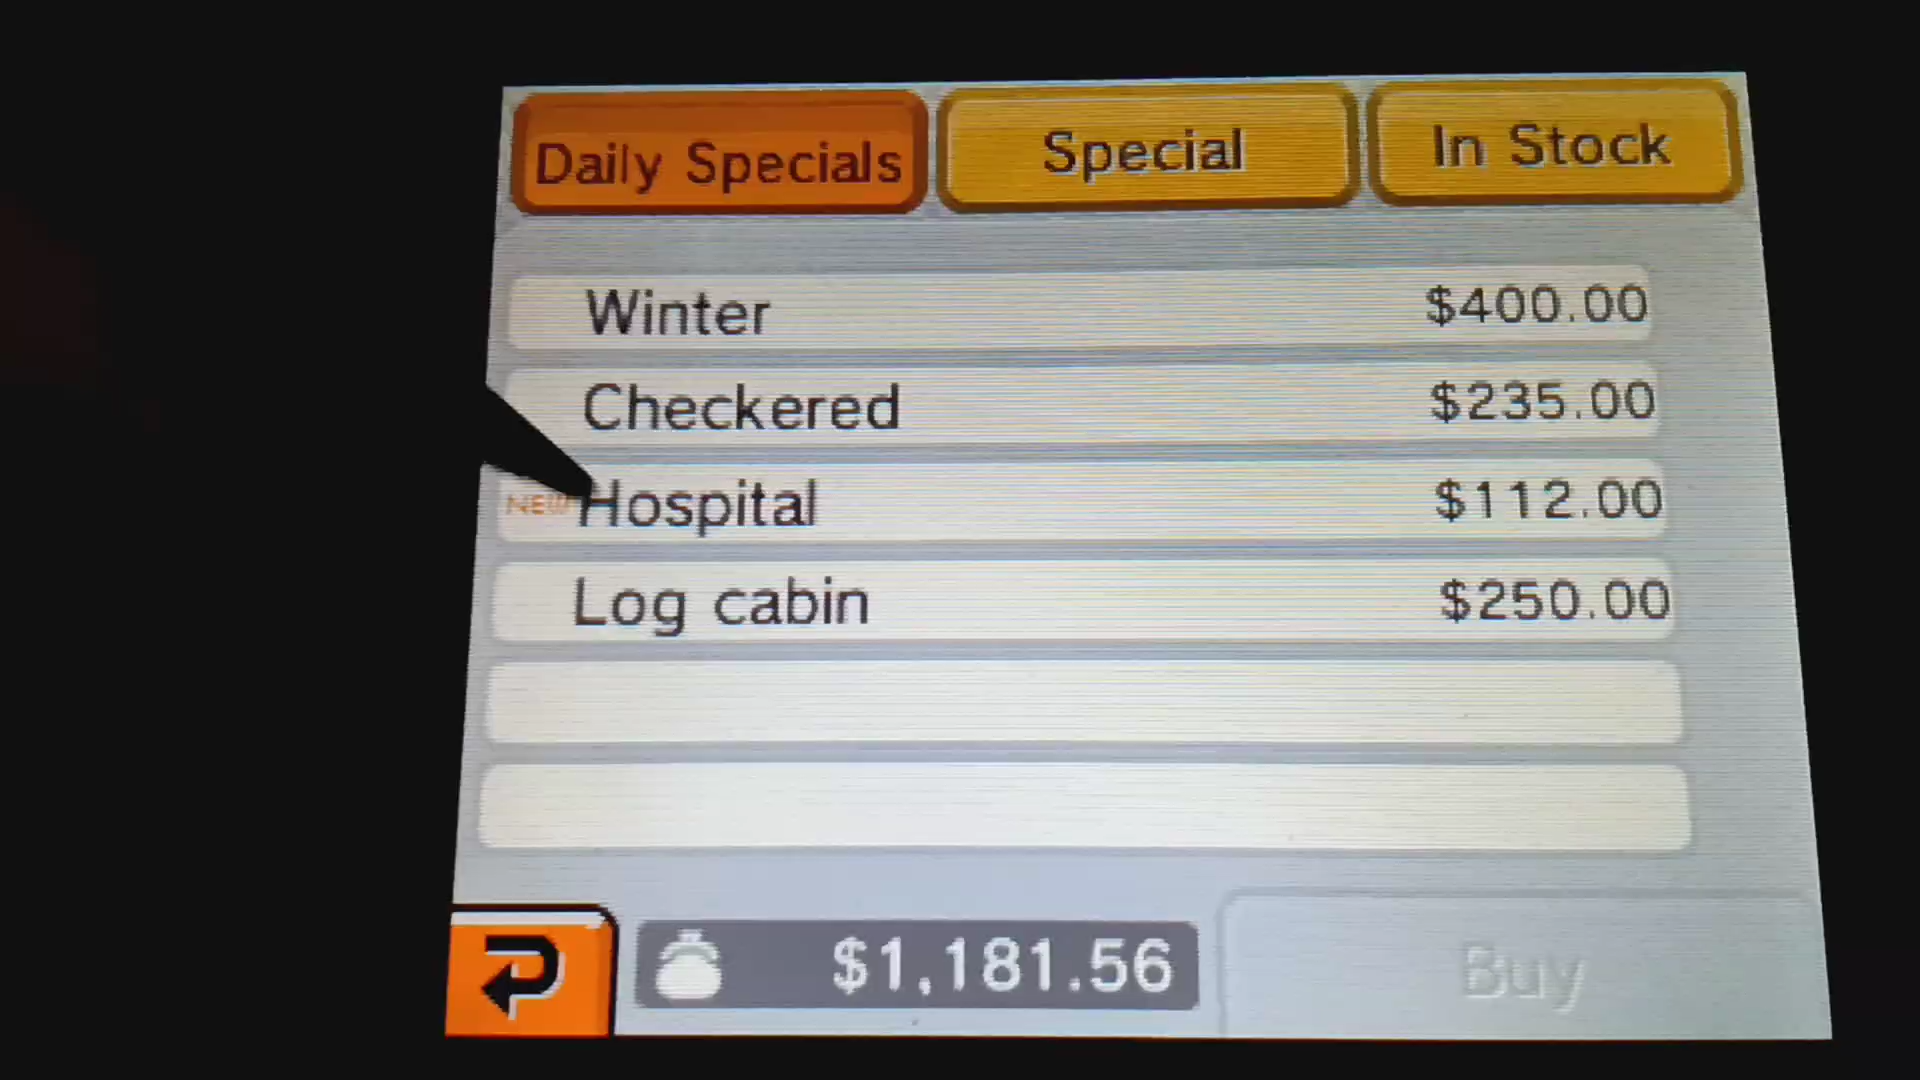 Daily Specials Special In Stock
Winter $400.00
Checkered $235.00
NEW Hospital $112.00
Log cabin $250.00
$1,181.56 Buy